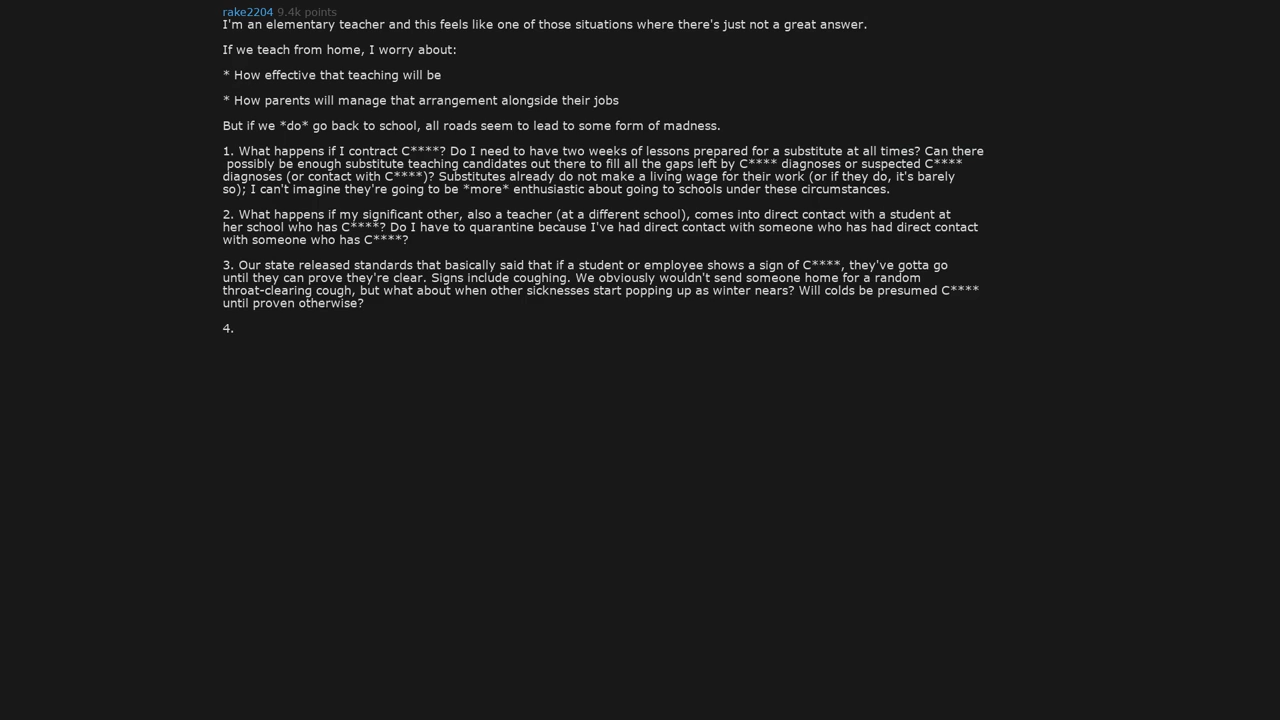 rake2204 9.4k points
I'm an elementary teacher and this feels like one of those situations where there's just not a great answer.
If we teach from home, I worry about:
* How effective that teaching will be
* How parents will manage that arrangement alongside their jobs
But if we *do* go back to school, all roads seem to lead to some form of madness.
1. What happens if I contract C****? Do I need to have two weeks of lessons prepared for a substitute at all times? Can there
possibly be enough substitute teaching candidates out there to fill all the gaps left by C**** diagnoses or suspected C****
diagnoses (or contact with C****)? Substitutes already do not make a living wage for their work (or if they do, it's barely
so); I can't imagine they're going to be *more* enthusiastic about going to schools under these circumstances.
2. What happens if my significant other, also a teacher (at a different school), comes into direct contact with a student at
her school who has C****? Do I have to quarantine because I've had direct contact with someone who has had direct contact
with someone who has C****?
3. Our state released standards that basically said that if a student or employee shows a sign of C****, they've gotta go
until they can prove they're clear. Signs include coughing. We obviously wouldn't send someone home for a random
throat-clearing cough, but what about when other sicknesses start popping up as winter nears? Will colds be presumed C****
until proven otherwise?
4.